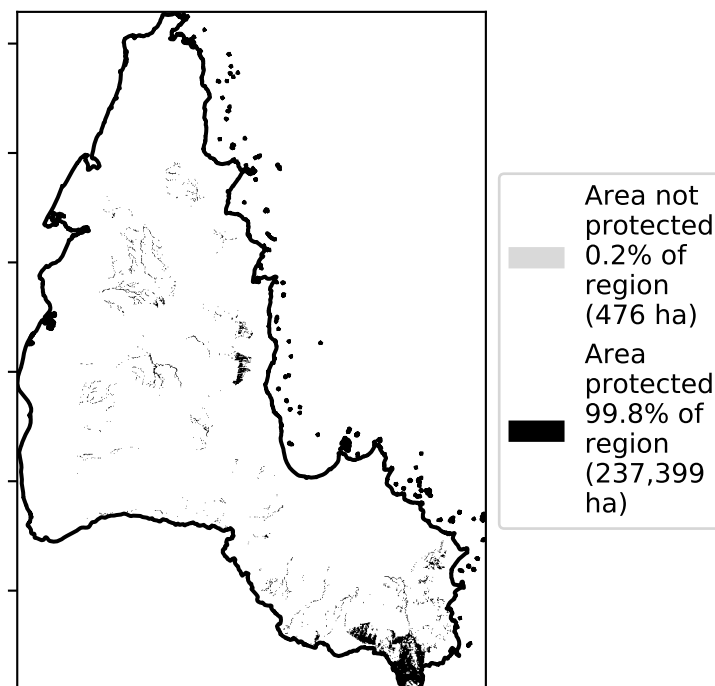 Area not
protected
0.2% of
region
(476 ha)
Area
protected
99.8% of
region
(237,399
ha)